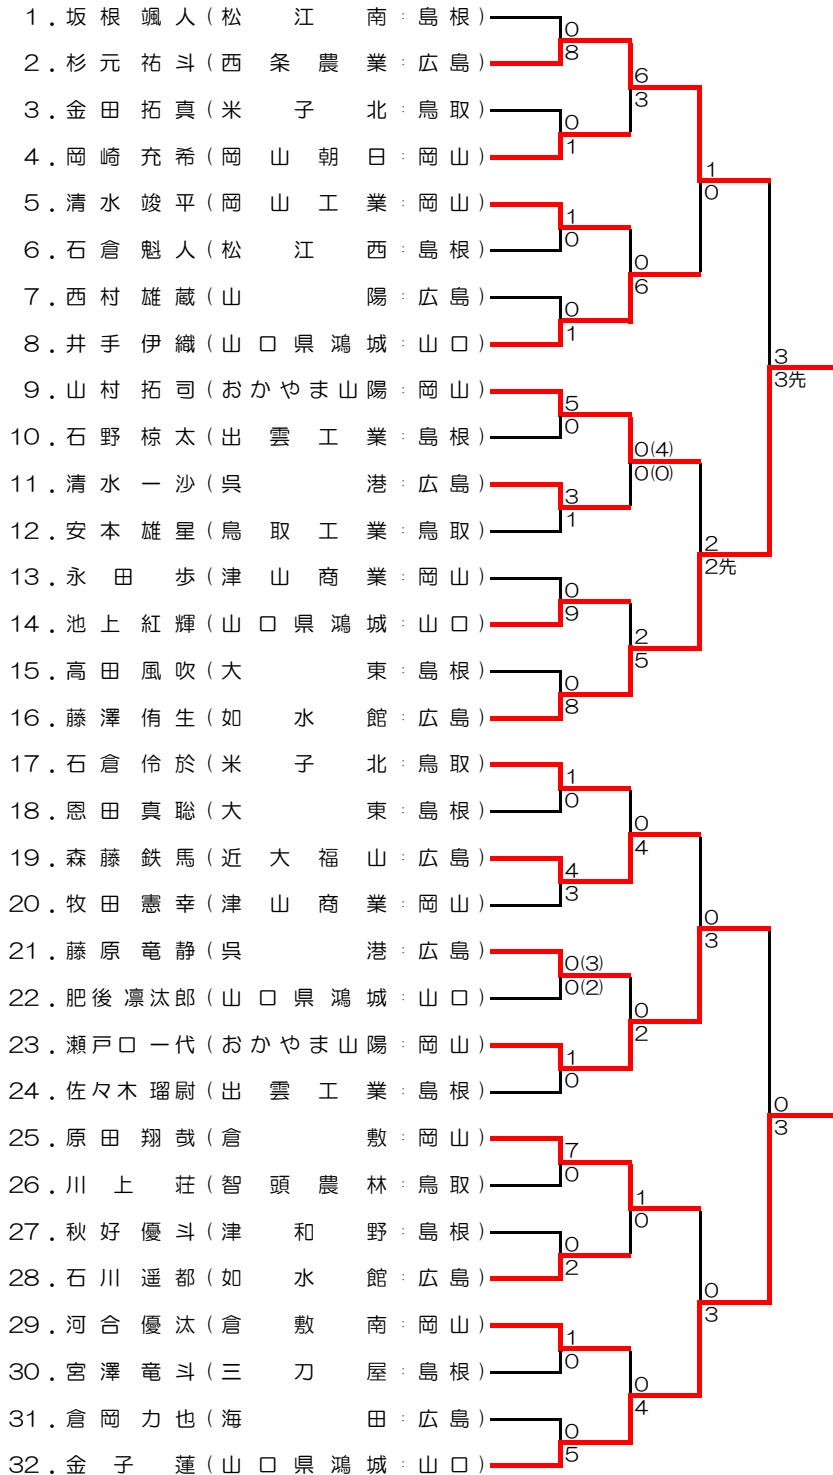 1．坂根颯人(松江南：島根)
0
8
2．杉元祐斗(西条農業：広島)
6
3
3．金田拓真(米子北：鳥取)
0
1
4．岡崎充希(岡山朝日：岡山)
1
0
5．清水竣平(岡山工業：岡山)
1
0
6．石倉魁人(松江西：島根)
0
6
7．西村雄蔵(山陽：広島)
0
1
8．井手伊織(山口県鴻城：山口)
3
3先
9．山村拓司(おかやま山陽：岡山)
5
0
10．石野椋太(出雲工業：島根)
0(4)
0(0)
11．清水一沙(呉港：広島)
3
1
12．安本雄星(鳥取工業：鳥取)
2
2先
13．永田歩(津山商業：岡山)
0
9
14．池上紅輝(山口県鴻城：山口)
2
5
15．高田風吹(大東：島根)
0
8
16．藤澤侑生(如水館：広島)
17．石倉伶於(米子北：鳥取)
1
0
18．恩田真聡(大東：島根)
0
4
19．森藤鉄馬(近大福山：広島)
4
3
20．牧田憲幸(津山商業：岡山)
0
3
21．藤原竜静(呉港：広島)
0(3)
0(2)
22．肥後凛汰郎(山口県鴻城：山口)
0
2
23．瀬戸口一代(おかやま山陽：岡山)
1
0
24．佐々木瑠尉(出雲工業：島根)
0
3
25．原田翔哉(倉敷：岡山)
7
0
26．川上荘(智頭農林：鳥取)
1
0
27．秋好優斗(津和野：島根)
0
2
28．石川遥都(如水館：広島)
0
3
29．河合優汰(倉敷南：岡山)
1
0
30．宮澤竜斗(三刀屋：島根)
0
4
31．倉岡力也(海田：広島)
0
5
32．金子蓮(山口県鴻城：山口)